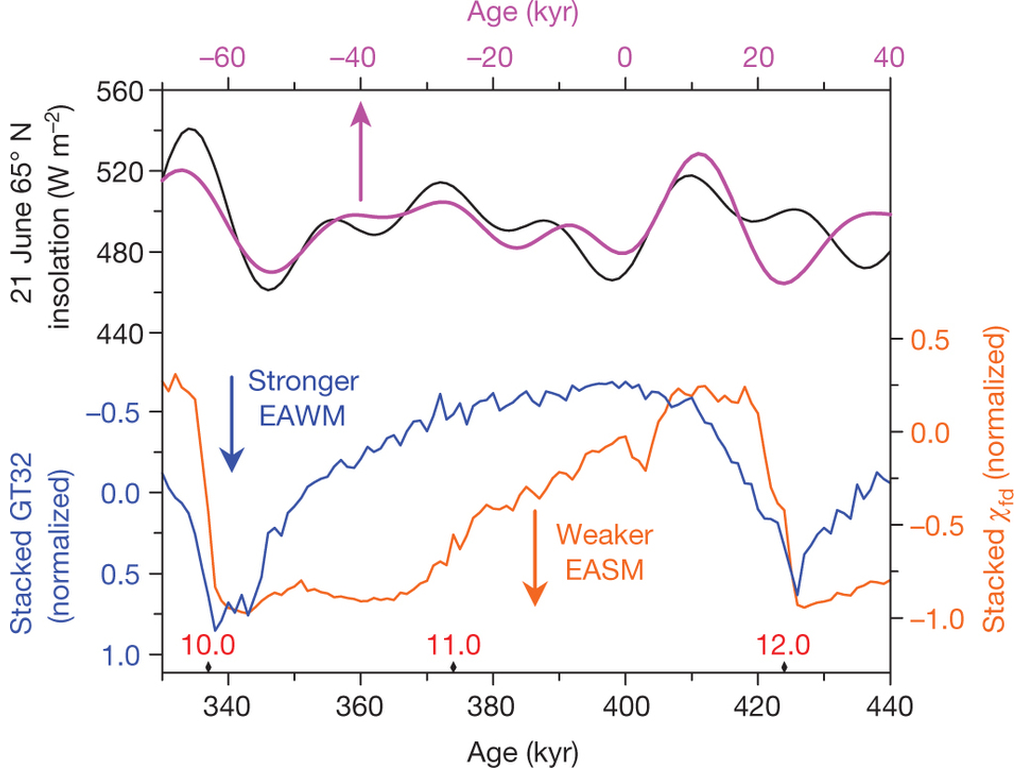 Age (kyr)
−60 −40 −20 0 20 40
21 June 65° N
insolation (W m⁻²)
560
520
480
440
Stronger
EAWM
Weaker
EASM
Stacked GT32
(normalized)
−0.5
0.0
0.5
1.0
0.5
0.0
−0.5
−1.0
Stacked χfd (normalized)
10.0 11.0 12.0
340 360 380 400 420 440
Age (kyr)